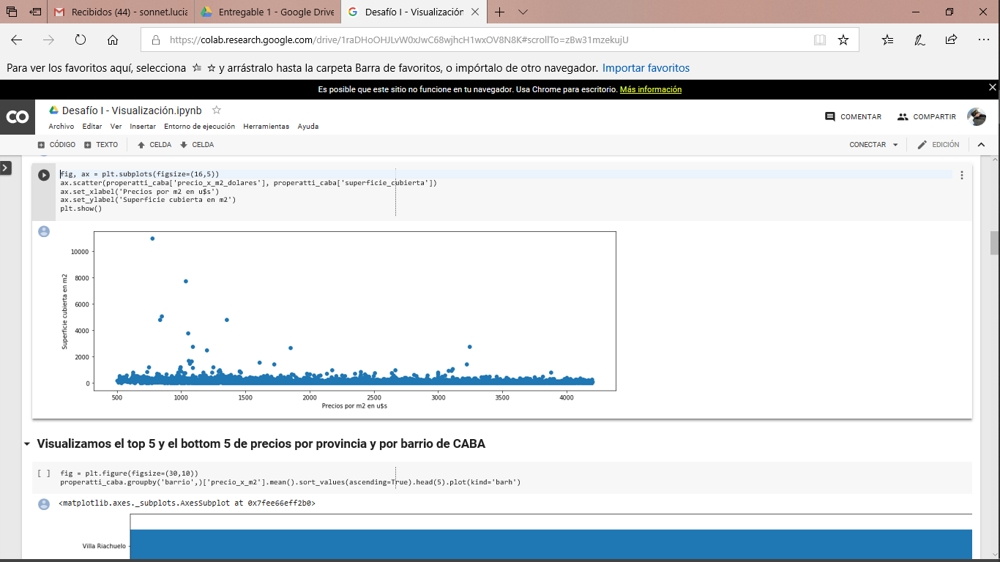 Recibidos (44) - sonnet.lucia
Entregable 1 - Google Drive
Desafío I - Visualización
https://colab.research.google.com/drive/1raDHoOHJLvW0xJwC68wjhcH1wxOV8N8K#scrollTo=zBw31mzekujU
Para ver los favoritos aquí, selecciona y arrástralo hasta la carpeta Barra de favoritos, o impórtalo de otro navegador. Importar favoritos
Es posible que este sitio no funcione en tu navegador. Usa Chrome para escritorio. Más información
CO
Desafío I - Visualización.ipynb
COMENTAR
COMPARTIR
Archivo Editar Ver Insertar Entorno de ejecución Herramientas Ayuda
CÓDIGO TEXTO CELDA CELDA
CONECTAR
EDICIÓN
fig, ax = plt.subplots(figsize=(16,5))
ax.scatter(properatti_caba['precio_x_m2_dolares'], properatti_caba['superficie_cubierta'])
ax.set_xlabel('Precios por m2 en u$s')
ax.set_ylabel('Superficie cubierta en m2')
plt.show()
Superficie cubierta en m2
10000
8000
6000
4000
2000
0
500 1000 1500 2000 2500 3000 3500 4000
Precios por m2 en u$s
Visualizamos el top 5 y el bottom 5 de precios por provincia y por barrio de CABA
[ ] fig = plt.figure(figsize=(30,10))
properatti_caba.groupby('barrio',)['precio_x_m2'].mean().sort_values(ascending=True).head(5).plot(kind='barh')
<matplotlib.axes._subplots.AxesSubplot at 0x7fee66eff2b0>
Villa Riachuelo